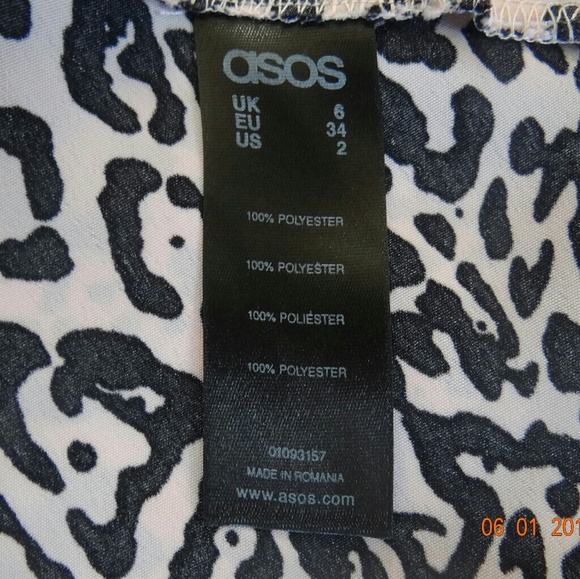 asos
UK 6
EU 34
US 2
100% POLYESTER
100% POLYESTER
100% POLIÉSTER
100% POLYESTER
01093157
MADE IN ROMANIA
www.asos.com
06 01 201